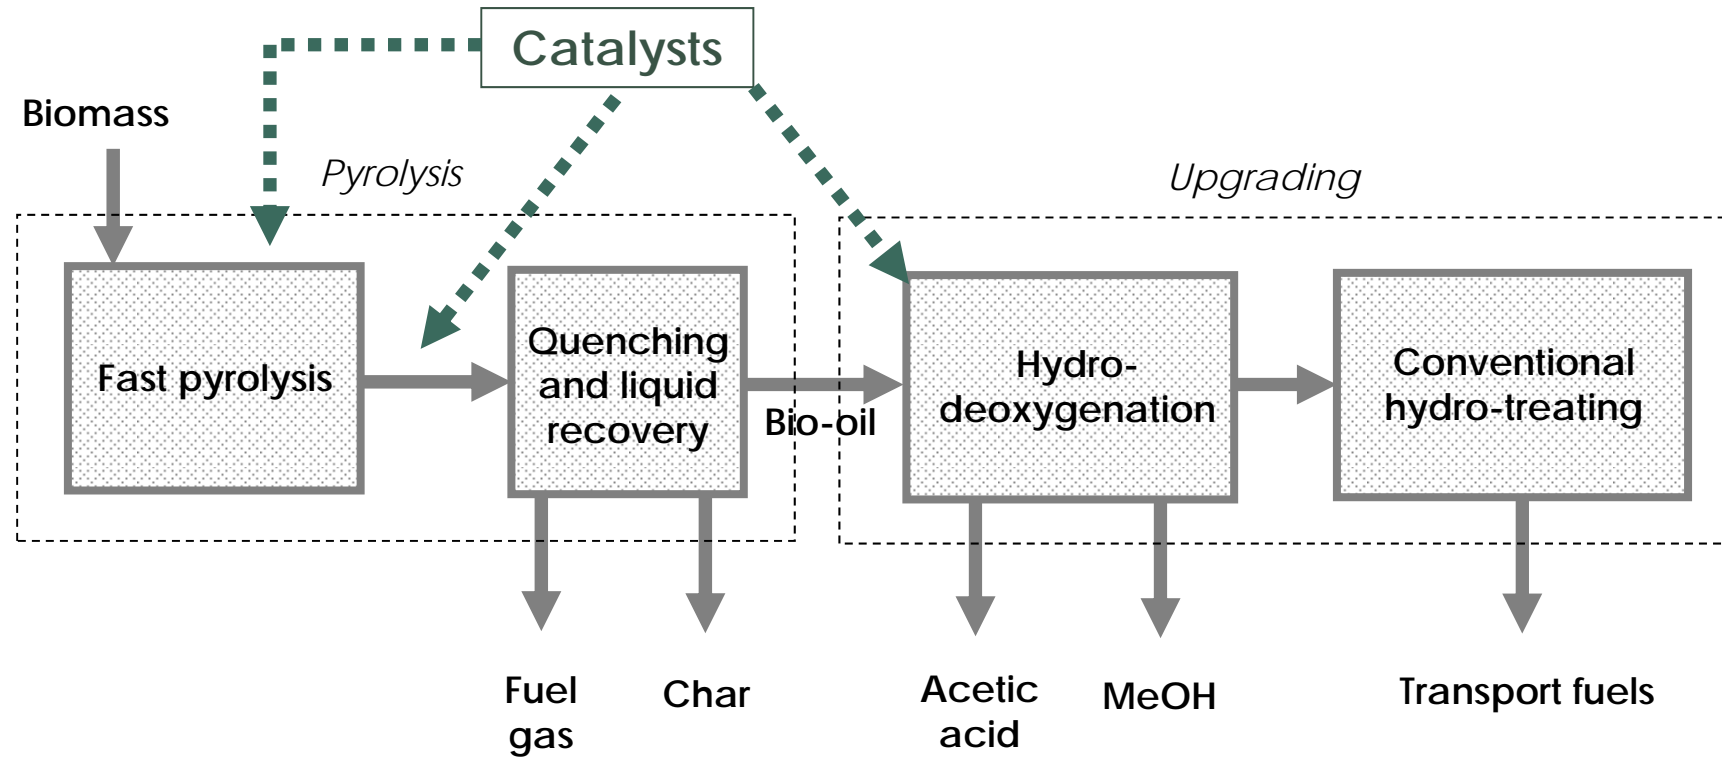 Catalysts
Biomass
Pyrolysis
Upgrading
Fast pyrolysis
Quenching
and liquid
recovery
Bio-oil
Hydro-
deoxygenation
Conventional
hydro-treating
Fuel
gas
Char
Acetic
acid
MeOH
Transport fuels